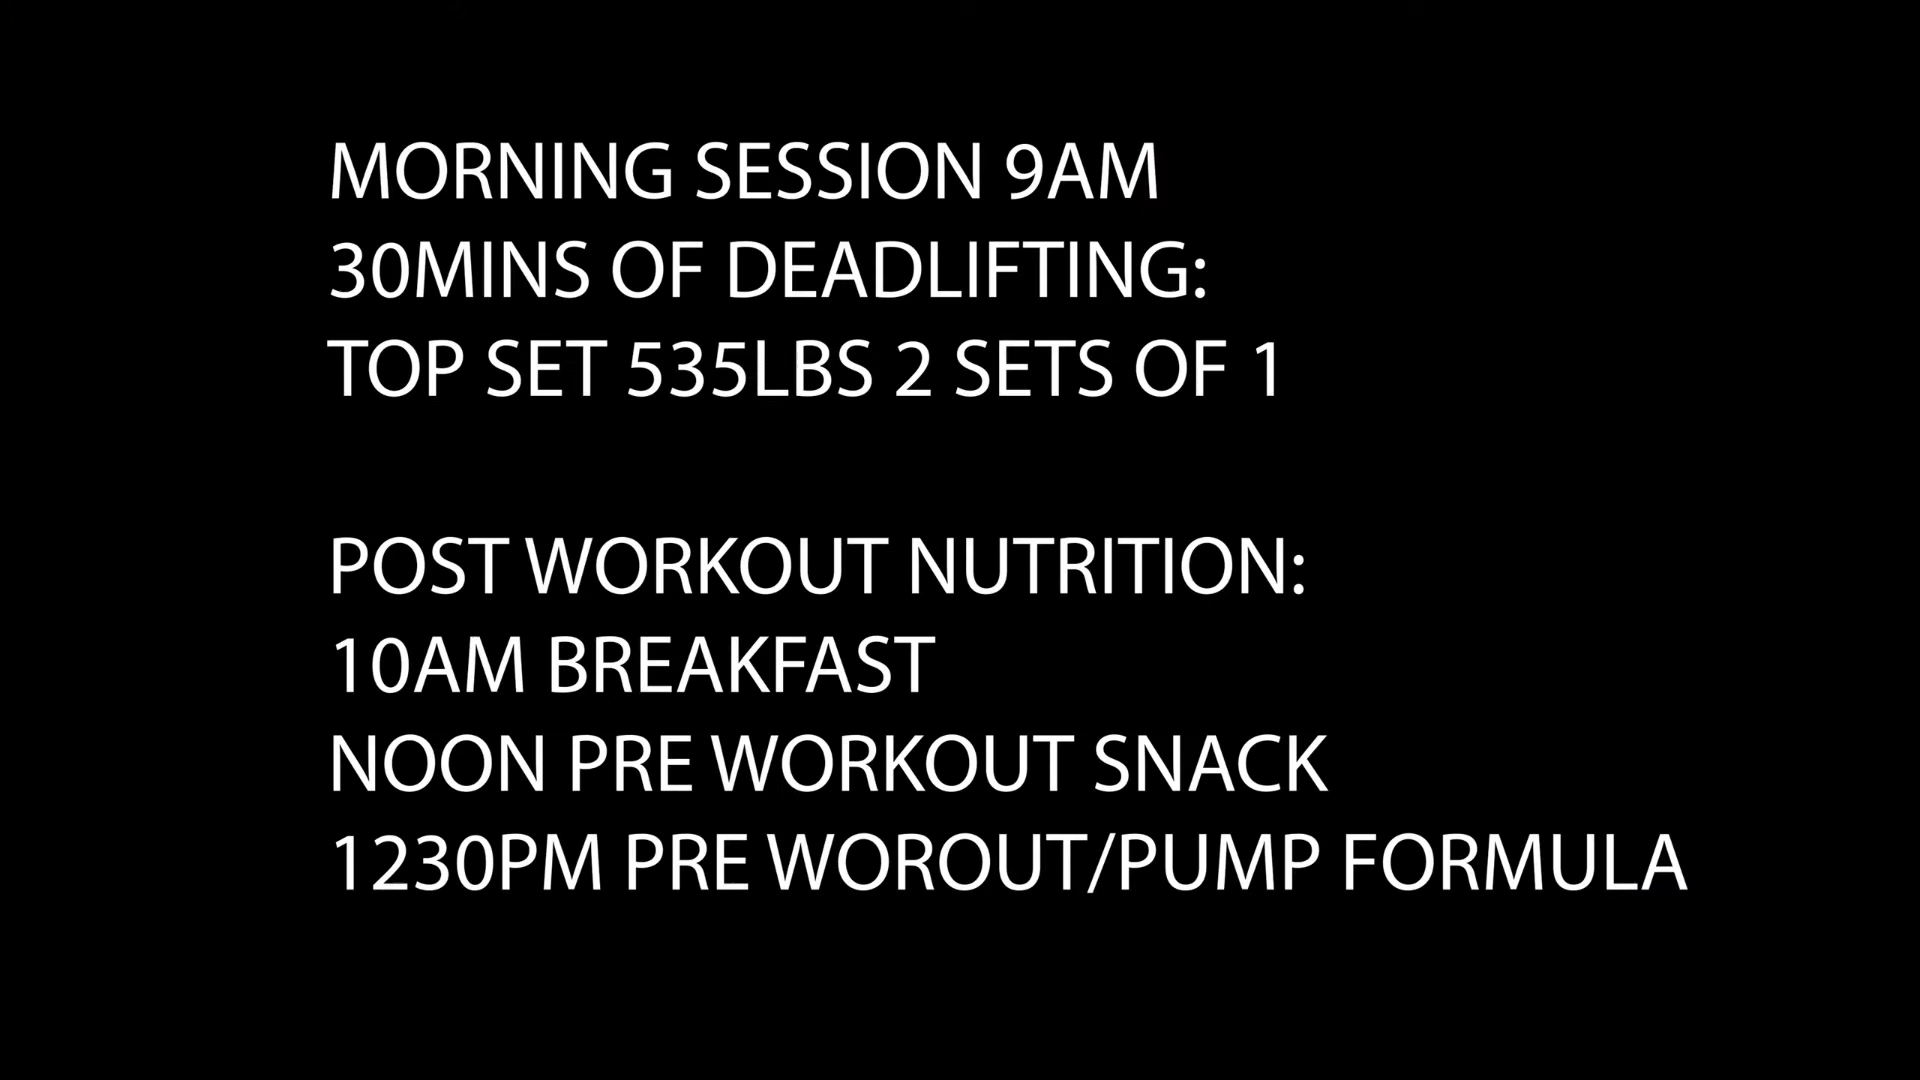 MORNING SESSION 9AM
30MINS OF DEADLIFTING:
TOP SET 535LBS 2 SETS OF 1
POST WORKOUT NUTRITION:
10AM BREAKFAST
NOON PRE WORKOUT SNACK
1230PM PRE WOROUT/PUMP FORMULA